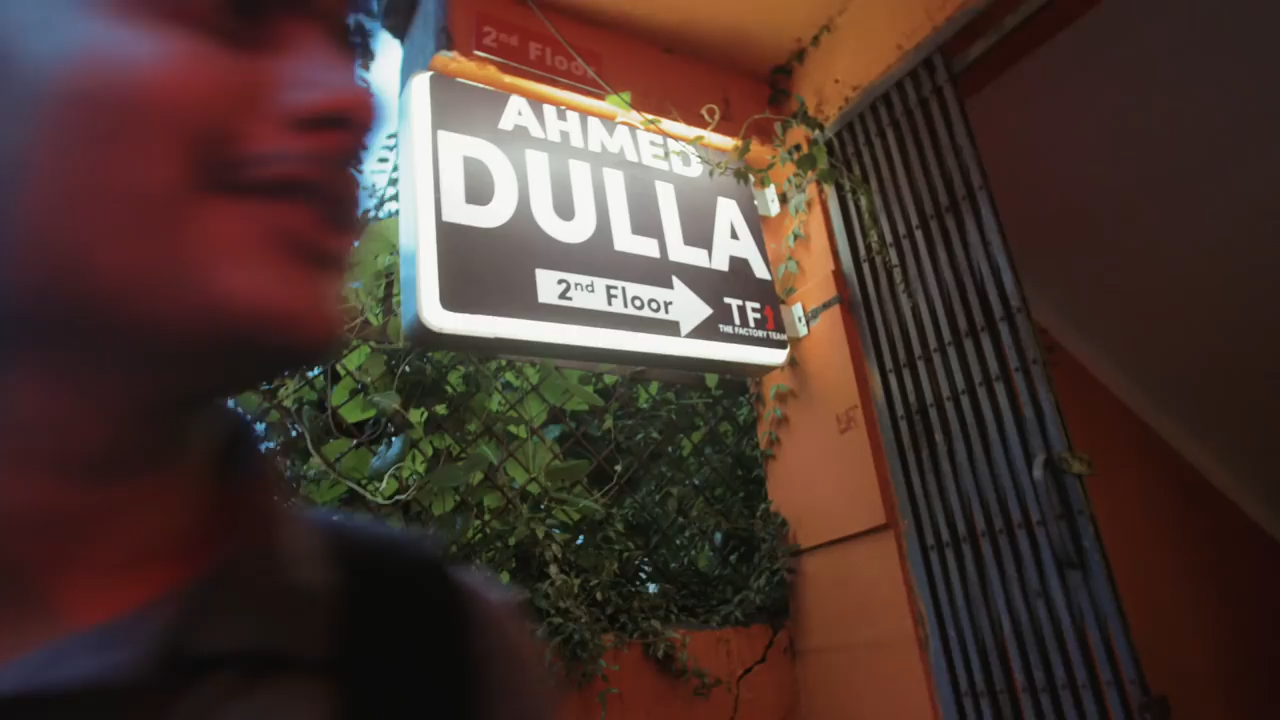 2nd Floor
AHMED
DULLA
2nd Floor
TF1
THE FACTORY TEAM